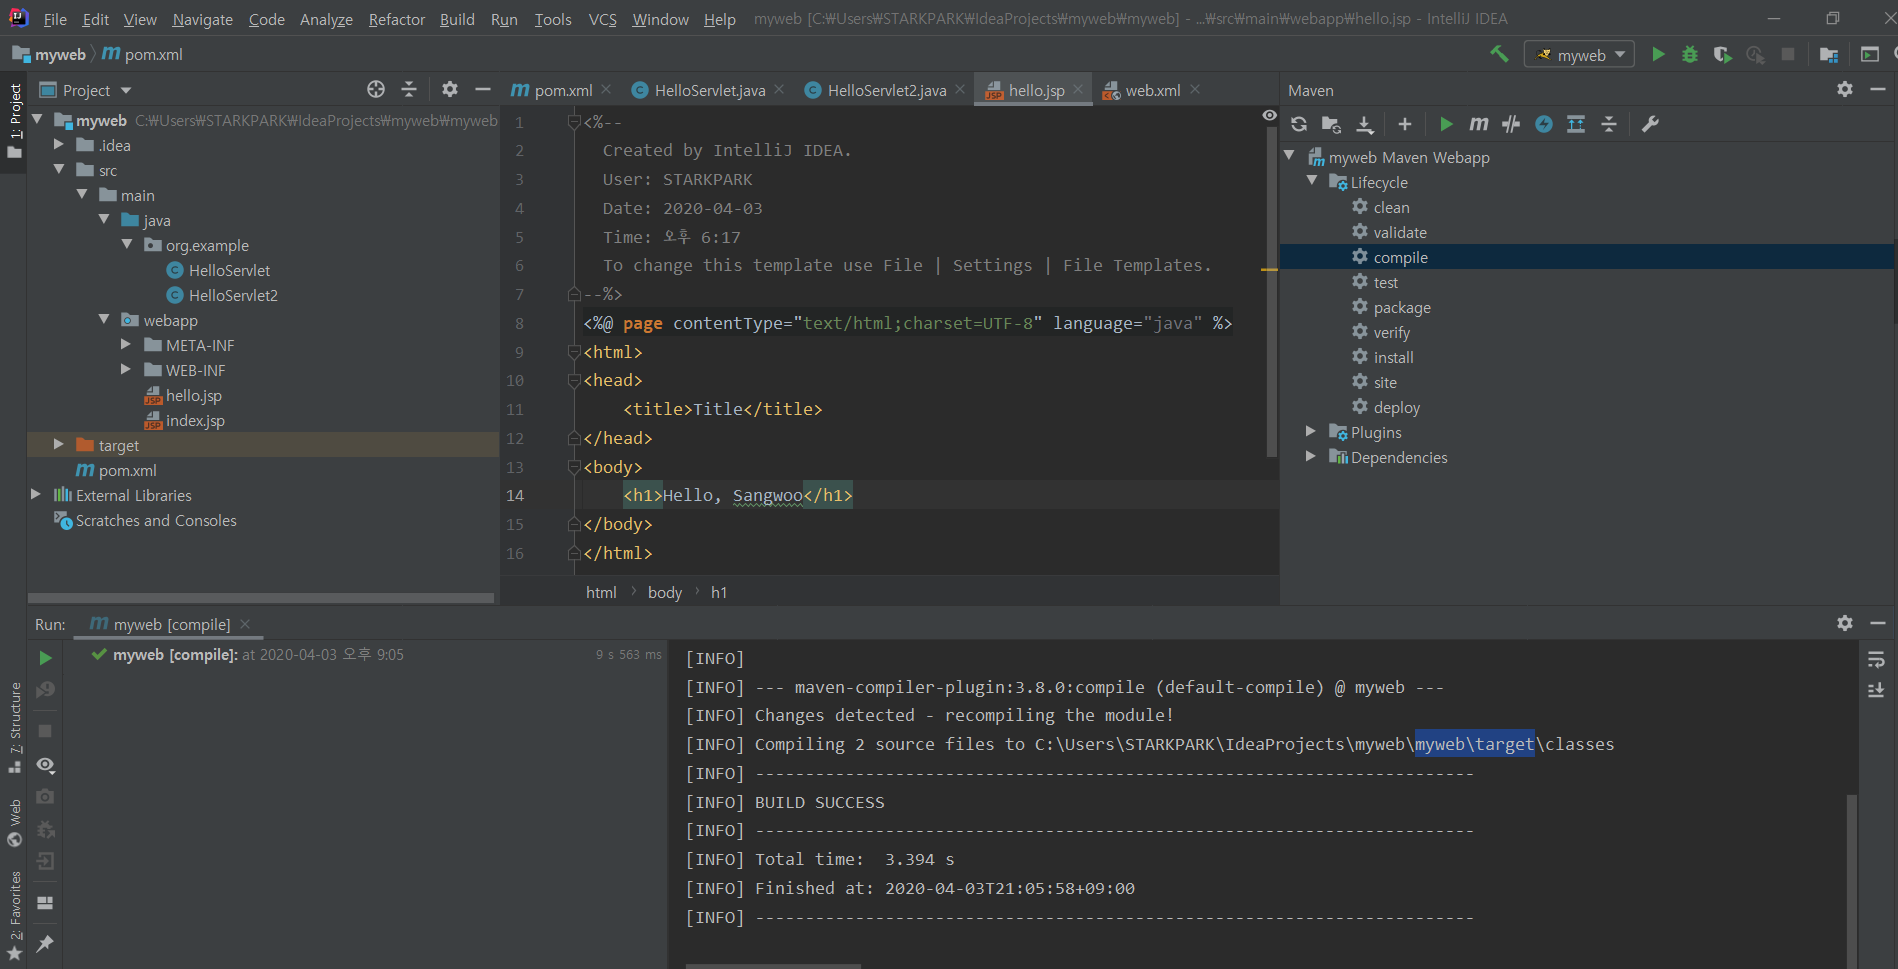 File Edit View Navigate Code Analyze Refactor Build Run Tools VCS Window Help myweb [C:₩Users₩STARKPARK₩IdeaProjects₩myweb₩myweb] - ...₩src₩main₩webapp₩hello.jsp - IntelliJ IDEA
myweb pom.xml
myweb
1: Project
Project
pom.xml HelloServlet.java HelloServlet2.java hello.jsp web.xml
Maven
myweb C:₩Users₩STARKPARK₩IdeaProjects₩myweb₩myweb
.idea
src
main
java
org.example
HelloServlet
HelloServlet2
webapp
META-INF
WEB-INF
hello.jsp
index.jsp
target
pom.xml
External Libraries
Scratches and Consoles
1 <%--
2 Created by IntelliJ IDEA.
3 User: STARKPARK
4 Date: 2020-04-03
5 Time: 오후 6:17
6 To change this template use File | Settings | File Templates.
7 --%>
8 <%@ page contentType="text/html;charset=UTF-8" language="java" %>
9 <html>
10 <head>
11 <title>Title</title>
12 </head>
13 <body>
14 <h1>Hello, Sangwoo</h1>
15 </body>
16 </html>
html body h1
myweb Maven Webapp
Lifecycle
clean
validate
compile
test
package
verify
install
site
deploy
Plugins
Dependencies
Run: myweb [compile]
myweb [compile]: at 2020-04-03 오후 9:05 9 s 563 ms
[INFO]
[INFO] --- maven-compiler-plugin:3.8.0:compile (default-compile) @ myweb ---
[INFO] Changes detected - recompiling the module!
[INFO] Compiling 2 source files to C:\Users\STARKPARK\IdeaProjects\myweb\myweb\target\classes
[INFO] ------------------------------------------------------------------------
[INFO] BUILD SUCCESS
[INFO] ------------------------------------------------------------------------
[INFO] Total time:  3.394 s
[INFO] Finished at: 2020-04-03T21:05:58+09:00
[INFO] ------------------------------------------------------------------------
7: Structure
Web
2: Favorites